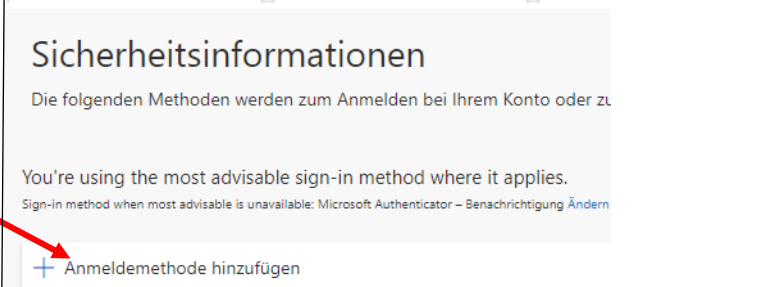 Sicherheitsinformationen
Die folgenden Methoden werden zum Anmelden bei Ihrem Konto oder zu
You're using the most advisable sign-in method where it applies.
Sign-in method when most advisable is unavailable: Microsoft Authenticator – Benachrichtigung Ändern
+ Anmeldemethode hinzufügen